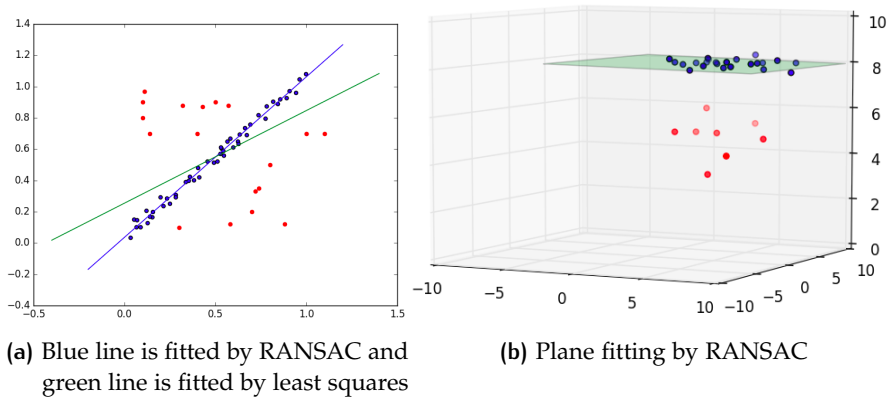 1.4
1.2
1.0
0.8
0.6
0.4
0.2
0.0
0.2
0.4
−0.5 0.0 0.5 1.0 1.5
10
8
6
4
2
0
−10 −5 0 5 10
−10 −5 0 5 10
(a) Blue line is fitted by RANSAC and
green line is fitted by least squares
(b) Plane fitting by RANSAC